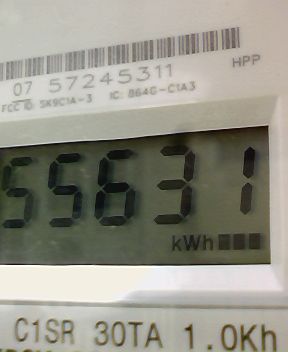 HPP
07 57245311
FCC ID: SK9C1A-3 IC: 864G-C1A3
55631
kWh
C1SR 30TA 1.0Kh